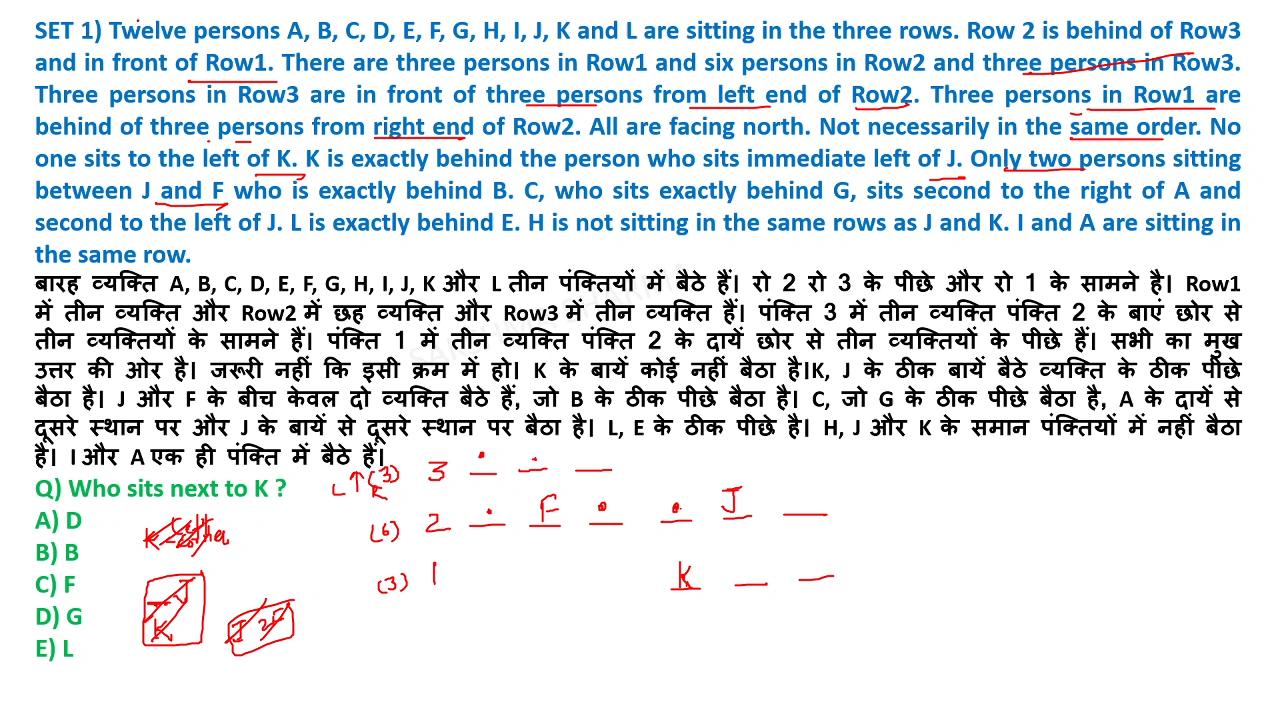 SET 1) Twelve persons A, B, C, D, E, F, G, H, I, J, K and L are sitting in the three rows. Row 2 is behind of Row3
and in front of Row1. There are three persons in Row1 and six persons in Row2 and three persons in Row3.
Three persons in Row3 are in front of three persons from left end of Row2. Three persons in Row1 are
behind of three persons from right end of Row2. All are facing north. Not necessarily in the same order. No
one sits to the left of K. K is exactly behind the person who sits immediate left of J. Only two persons sitting
between J and F who is exactly behind B. C, who sits exactly behind G, sits second to the right of A and
second to the left of J. L is exactly behind E. H is not sitting in the same rows as J and K. I and A are sitting in
the same row.
बारह व्यक्ति A, B, C, D, E, F, G, H, I, J, K और L तीन पंक्तियों में बैठे हैं। रो 2 रो 3 के पीछे और रो 1 के सामने है। Row1
में तीन व्यक्ति और Row2 में छह व्यक्ति और Row3 में तीन व्यक्ति हैं। पंक्ति 3 में तीन व्यक्ति पंक्ति 2 के बाएं छोर से
तीन व्यक्तियों के सामने हैं। पंक्ति 1 में तीन व्यक्ति पंक्ति 2 के दायें छोर से तीन व्यक्तियों के पीछे हैं। सभी का मुख
उत्तर की ओर है। जरूरी नहीं कि इसी क्रम में हो। K के बायें कोई नहीं बैठा है।K, J के ठीक बायें बैठे व्यक्ति के ठीक पीछे
बैठा है। J और F के बीच केवल दो व्यक्ति बैठे हैं, जो B के ठीक पीछे बैठा है। C, जो G के ठीक पीछे बैठा है, A के दायें से
दूसरे स्थान पर और J के बायें से दूसरे स्थान पर बैठा है। L, E के ठीक पीछे है। H, J और K के समान पंक्तियों में नहीं बैठा
है। I और A एक ही पंक्ति में बैठे हैं।
Q) Who sits next to K ?
A) D
B) B
C) F
D) G
E) L
L ↑ R (3) 3
(6) 2 F J
(3) 1 K
J
K
J 2 F